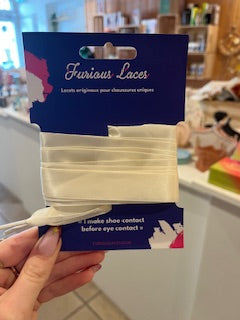 Furious Laces
Lacets originaux pour chaussures uniques
« I make shoe contact
before eye contact »